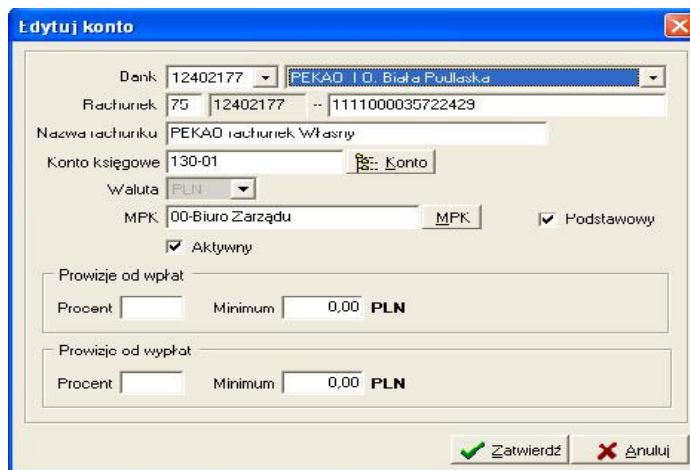 Edytuj konto
Bank 12402177 PEKAO I O. Biała Podlaska
Rachunek 75 12402177 -- 1111000035722429
Nazwa rachunku PEKAO rachunek Własny
Konto księgowe 130-01 Konto
Waluta PLN
MPK 00-Biuro Zarządu MPK Podstawowy
Aktywny
Prowizje od wpłat
Procent Minimum 0,00 PLN
Prowizje od wypłat
Procent Minimum 0,00 PLN
Zatwierdź Anuluj